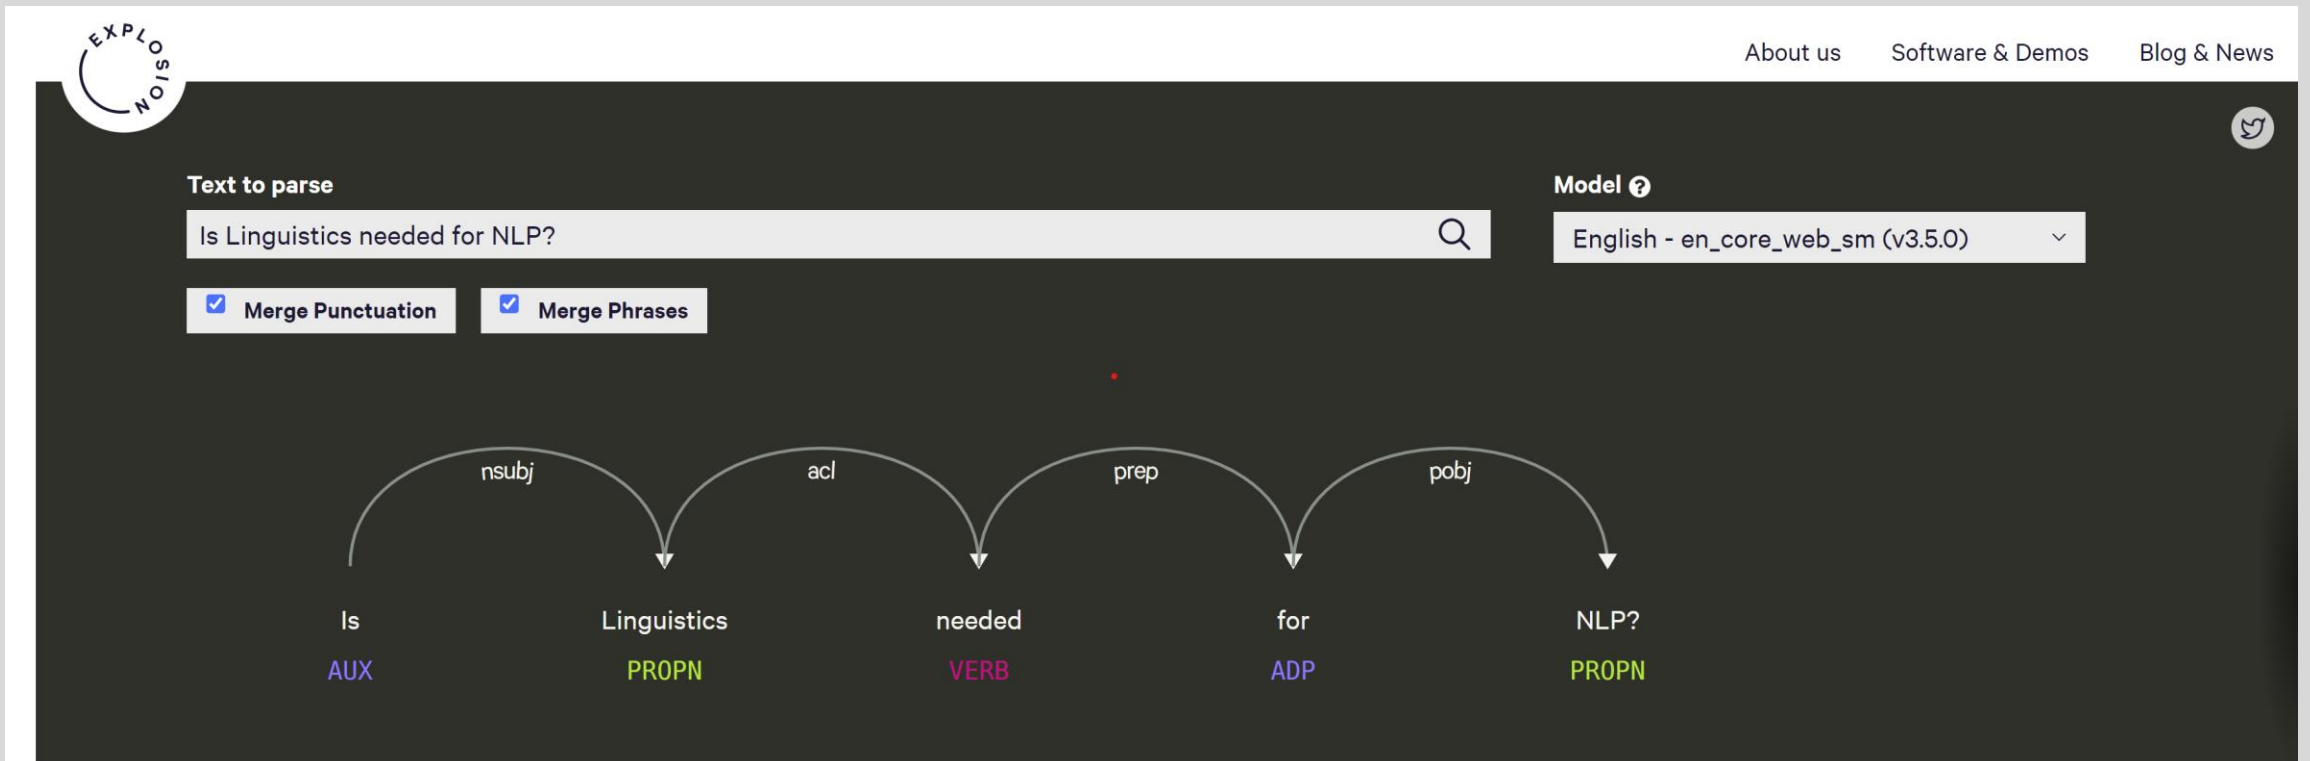 EXPLOSION
About us Software & Demos Blog & News
Text to parse
Model ?
Is Linguistics needed for NLP?
English - en_core_web_sm (v3.5.0)
Merge Punctuation Merge Phrases
nsubj acl prep pobj
Is Linguistics needed for NLP?
AUX PROPN VERB ADP PROPN